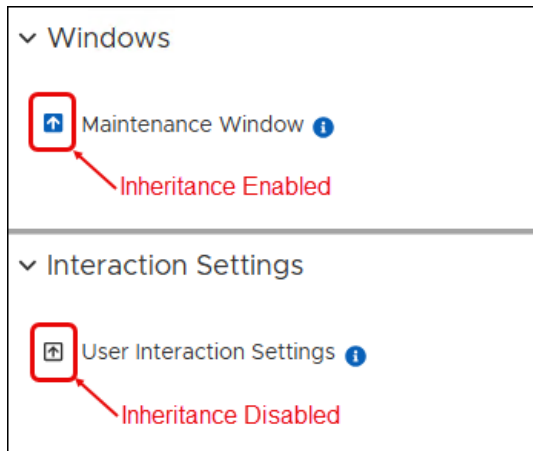 Windows
Maintenance Window
Inheritance Enabled
Interaction Settings
User Interaction Settings
Inheritance Disabled